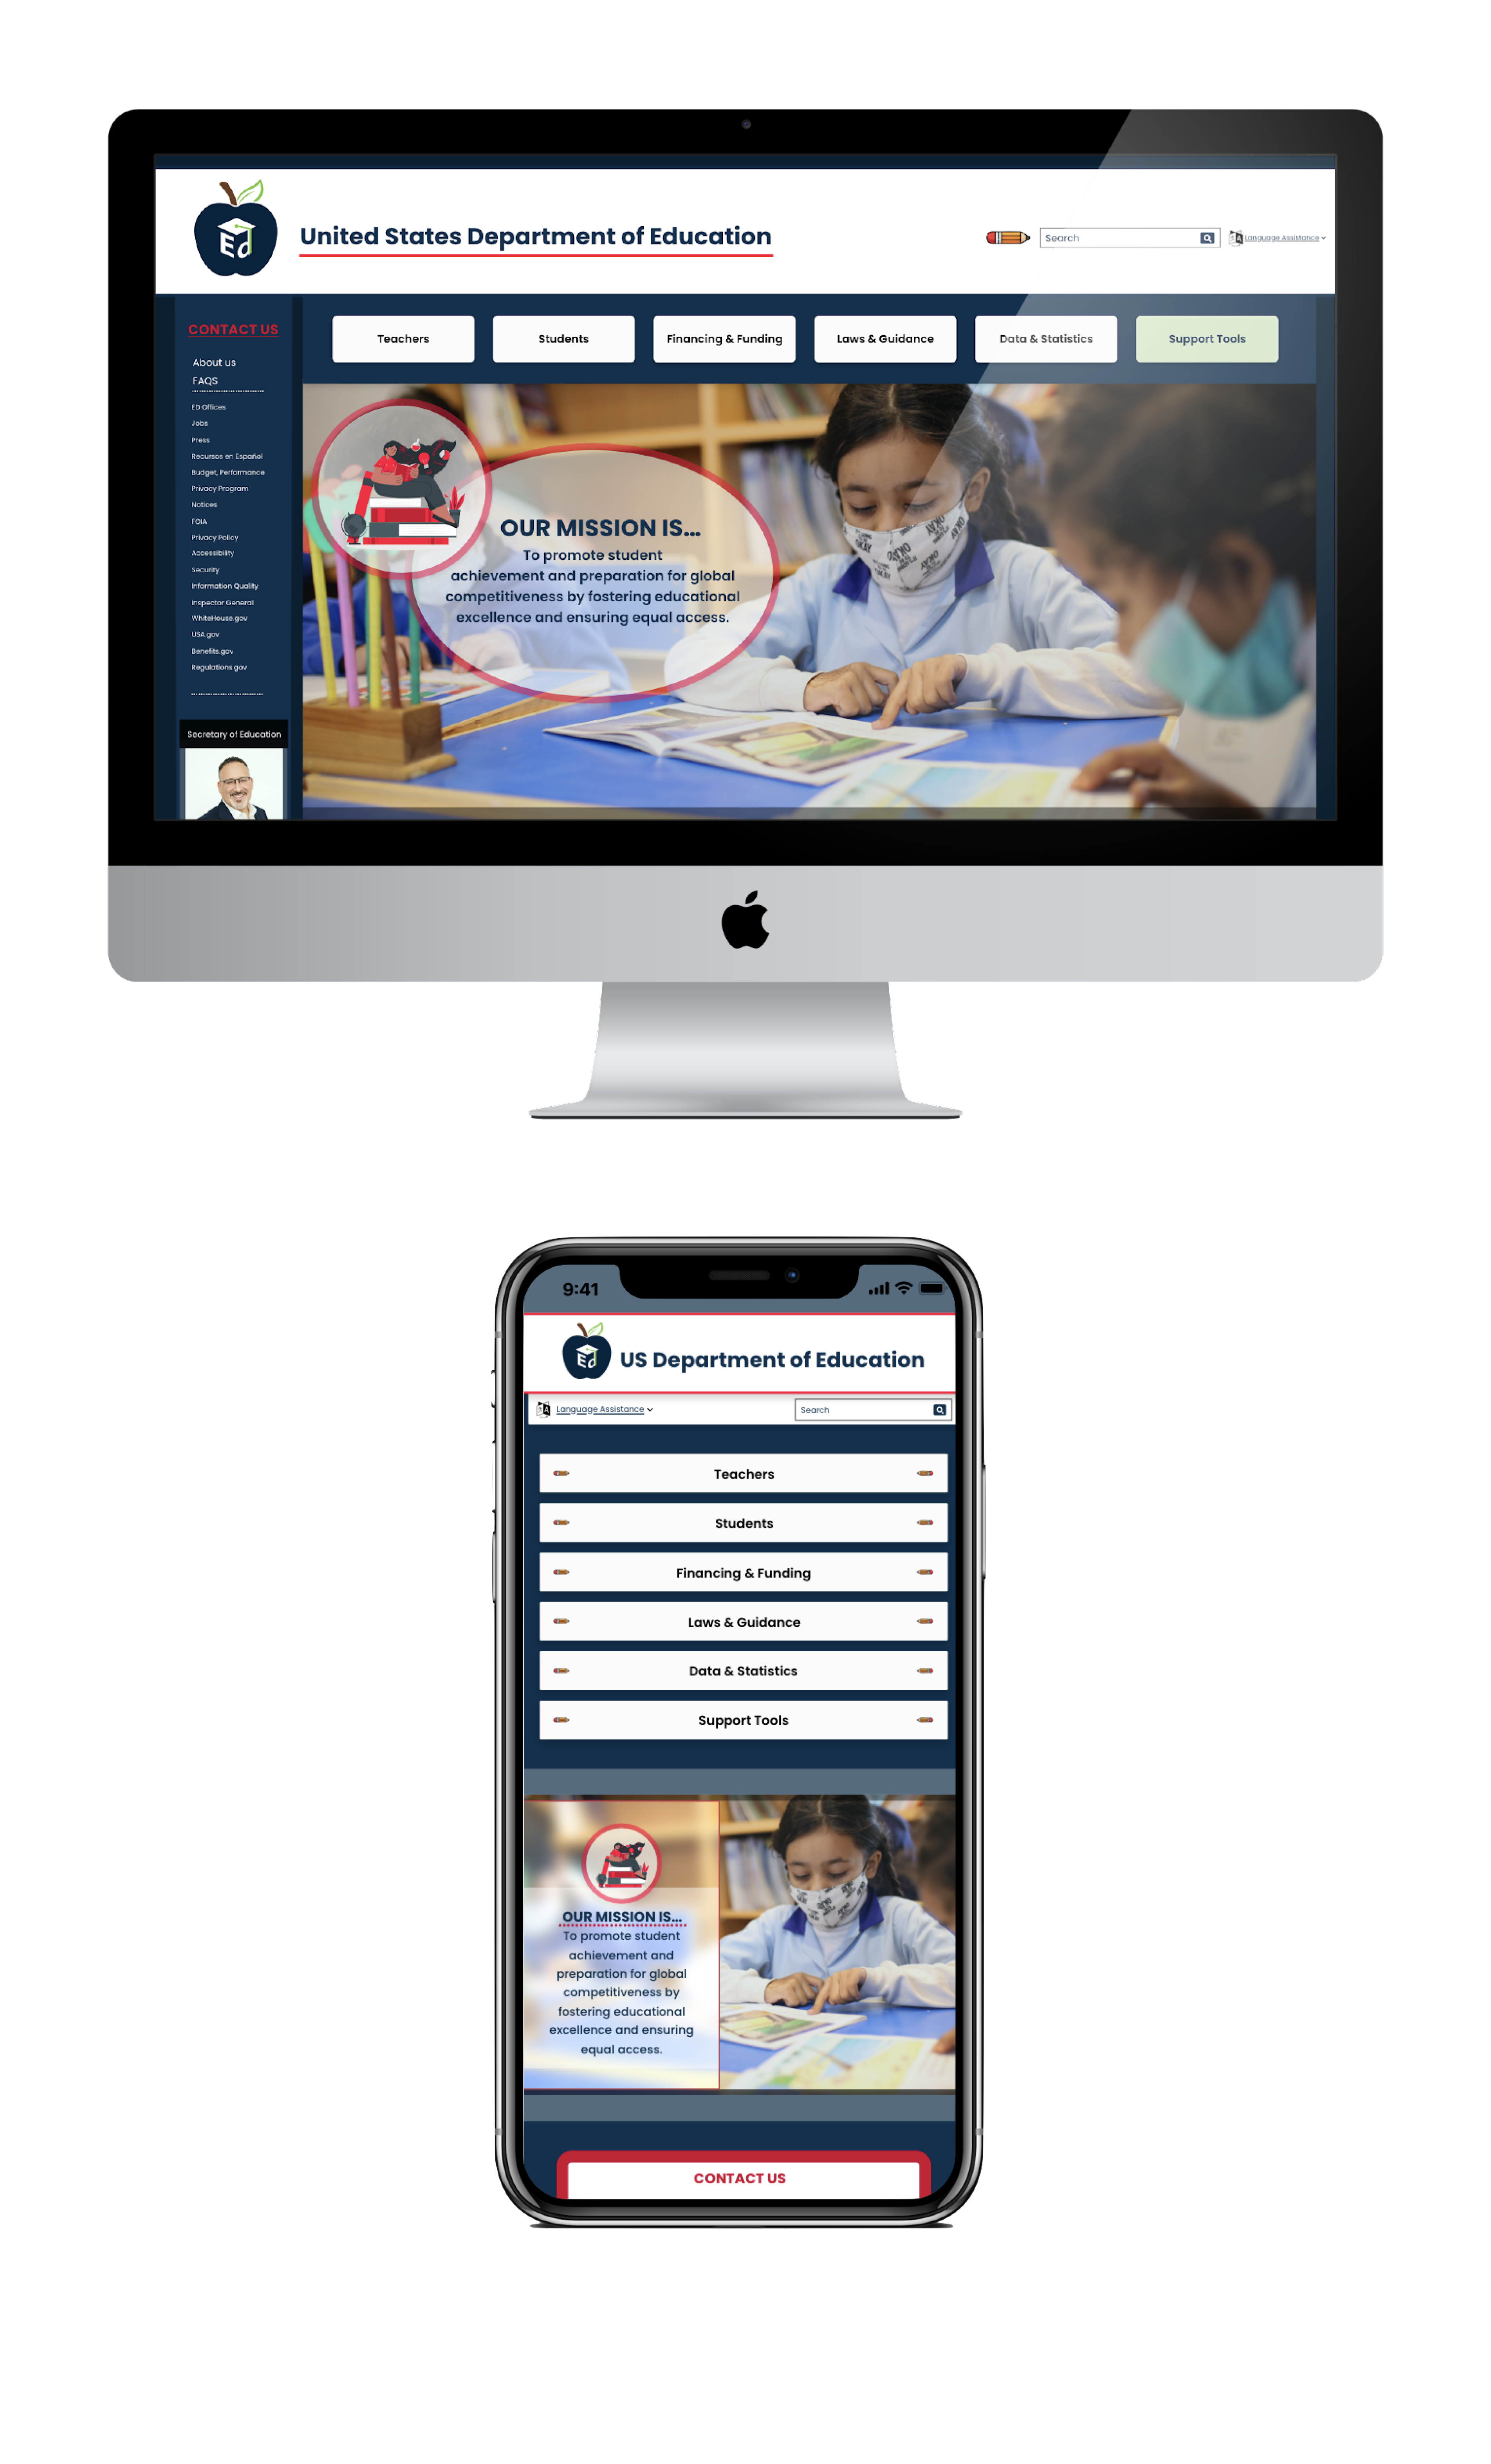 Ed
United States Department of Education
Search
Language Assistance
CONTACT US
About us
FAQS
ED Offices
Jobs
Press
Recursos en Español
Budget, Performance
Privacy Program
Notices
FOIA
Privacy Policy
Accessibility
Security
Information Quality
Inspector General
WhiteHouse.gov
USA.gov
Benefits.gov
Regulations.gov
Secretary of Education
Teachers
Students
Financing & Funding
Laws & Guidance
Data & Statistics
Support Tools
OUR MISSION IS...
To promote student
achievement and preparation for global
competitiveness by fostering educational
excellence and ensuring equal access.
9:41
Ed
US Department of Education
Language Assistance
Search
Teachers
Students
Financing & Funding
Laws & Guidance
Data & Statistics
Support Tools
OUR MISSION IS...
To promote student
achievement and
preparation for global
competitiveness by
fostering educational
excellence and ensuring
equal access.
CONTACT US